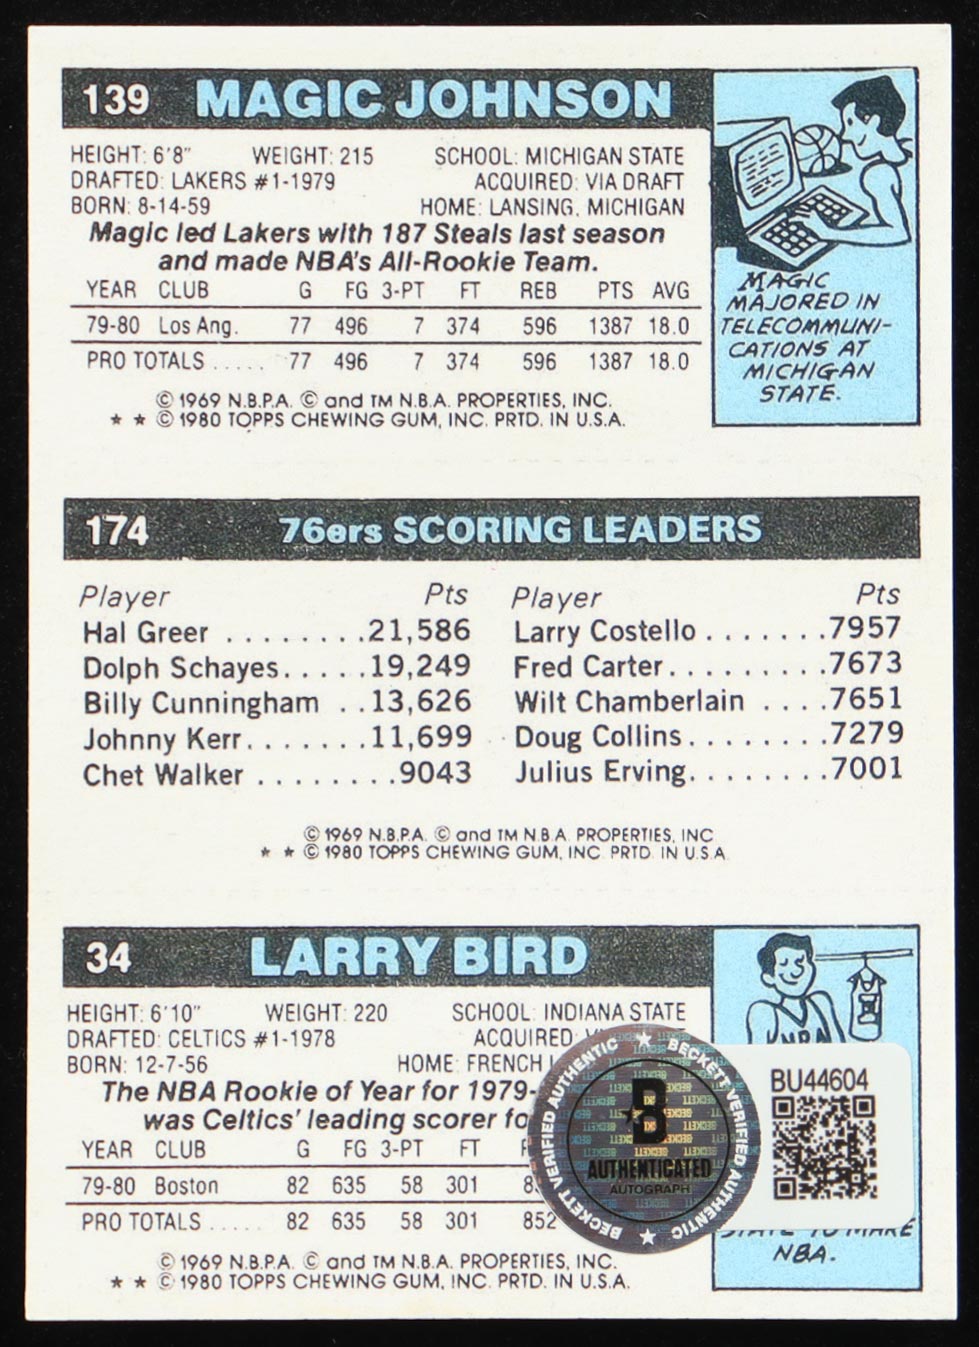 139 MAGIC JOHNSON
HEIGHT: 6'8" WEIGHT: 215 SCHOOL: MICHIGAN STATE
DRAFTED: LAKERS #1-1979 ACQUIRED: VIA DRAFT
BORN: 8-14-59 HOME: LANSING, MICHIGAN
Magic led Lakers with 187 Steals last season
and made NBA's All-Rookie Team.
YEAR CLUB G FG 3-PT FT REB PTS AVG
79-80 Los Ang. 77 496 7 374 596 1387 18.0
PRO TOTALS ..... 77 496 7 374 596 1387 18.0
© 1969 N.B.P.A. © and TM N.B.A. PROPERTIES, INC.
★ ★ © 1980 TOPPS CHEWING GUM, INC. PRTD. IN U.S.A.
MAGIC
MAJORED IN
TELECOMMUNI-
CATIONS AT
MICHIGAN
STATE.
174 76ers SCORING LEADERS
Player Pts Player Pts
Hal Greer ........21,586 Larry Costello .......7957
Dolph Schayes.....19,249 Fred Carter.........7673
Billy Cunningham ..13,626 Wilt Chamberlain ....7651
Johnny Kerr.......11,699 Doug Collins........7279
Chet Walker ........9043 Julius Erving........7001
© 1969 N.B.P.A. © and TM N.B.A. PROPERTIES, INC
★ ★ © 1980 TOPPS CHEWING GUM, INC. PRTD. IN U.S.A.
34 LARRY BIRD
HEIGHT: 6'10" WEIGHT: 220 SCHOOL: INDIANA STATE
DRAFTED: CELTICS #1-1978 ACQUIRED:
BORN: 12-7-56 HOME: FRENCH
The NBA Rookie of Year for 1979-
was Celtics' leading scorer
YEAR CLUB G FG 3-PT FT
79-80 Boston 82 635 58 301
PRO TOTALS ..... 82 635 58 301 852
© 1969 N.B.P.A. © and TM N.B.A. PROPERTIES, INC.
★ ★ © 1980 TOPPS CHEWING GUM, INC. PRTD. IN U.S.A.
STATE TO MAKE
NBA.
BECKETT VERIFIED AUTHENTIC ★ BECKETT VERIFIED AUTHENTIC ★
B
AUTHENTICATED
AUTOGRAPH
BU44604